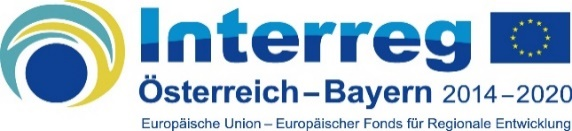 Interreg
Österreich–Bayern 2014–2020
Europäische Union – Europäischer Fonds für Regionale Entwicklung